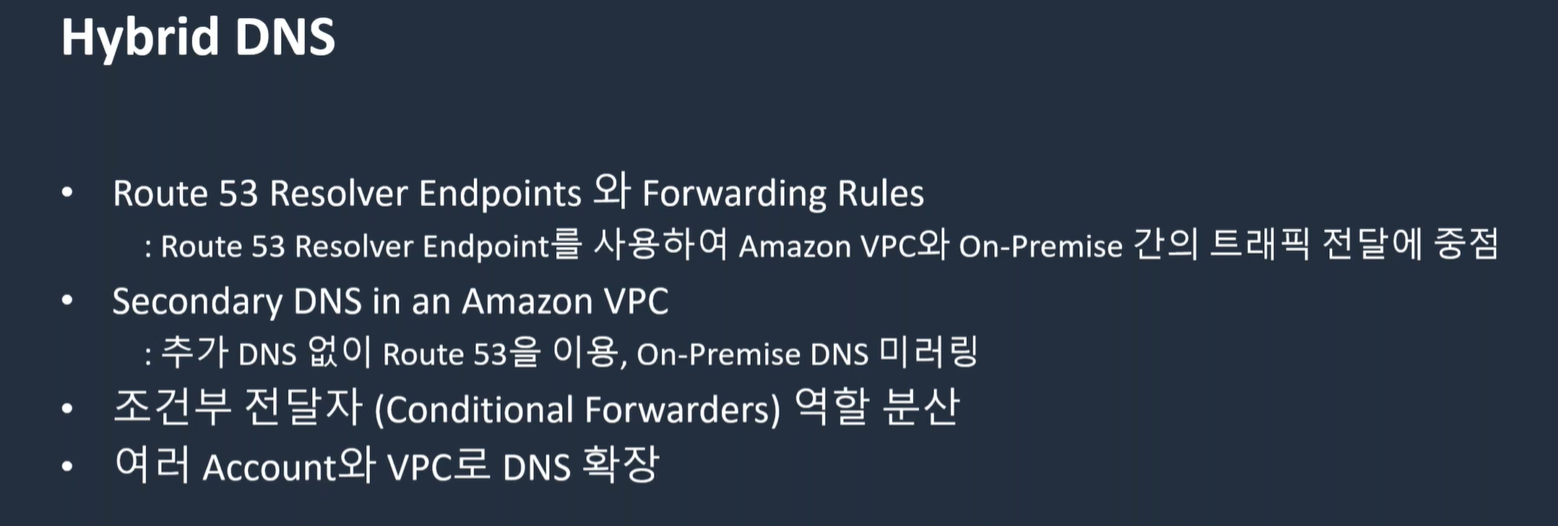 Hybrid DNS
• Route 53 Resolver Endpoints 와 Forwarding Rules
: Route 53 Resolver Endpoint를 사용하여 Amazon VPC와 On-Premise 간의 트래픽 전달에 중점
• Secondary DNS in an Amazon VPC
: 추가 DNS 없이 Route 53을 이용, On-Premise DNS 미러링
• 조건부 전달자 (Conditional Forwarders) 역할 분산
• 여러 Account와 VPC로 DNS 확장